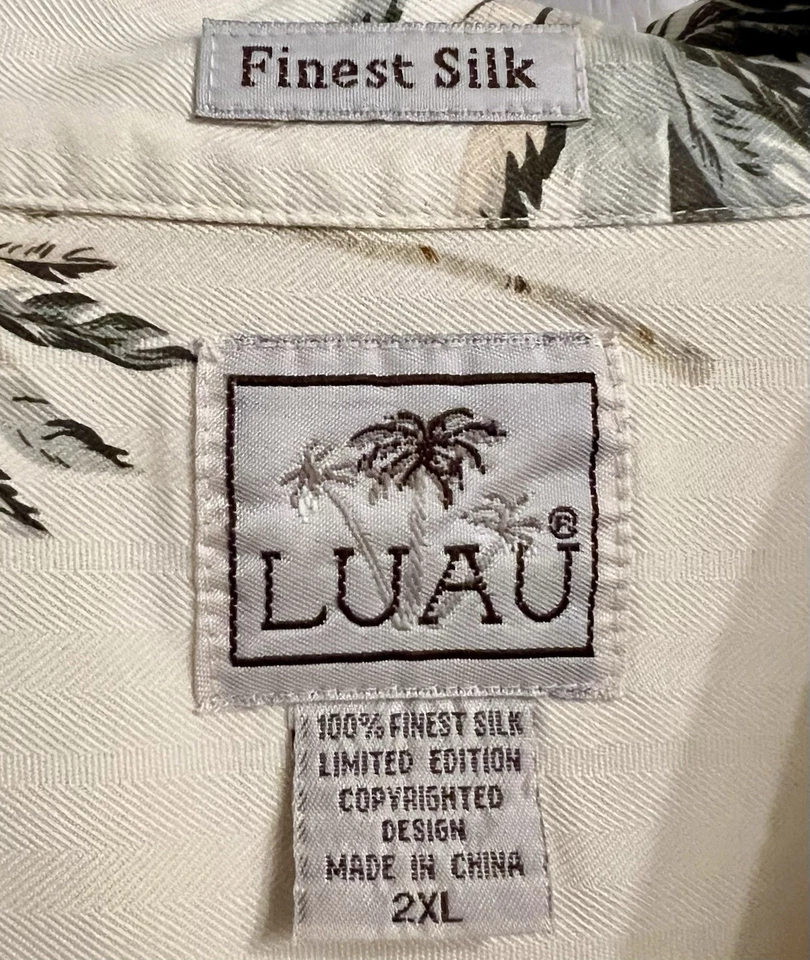 Finest Silk
LUAU®
100% FINEST SILK
LIMITED EDITION
COPYRIGHTED
DESIGN
MADE IN CHINA
2XL